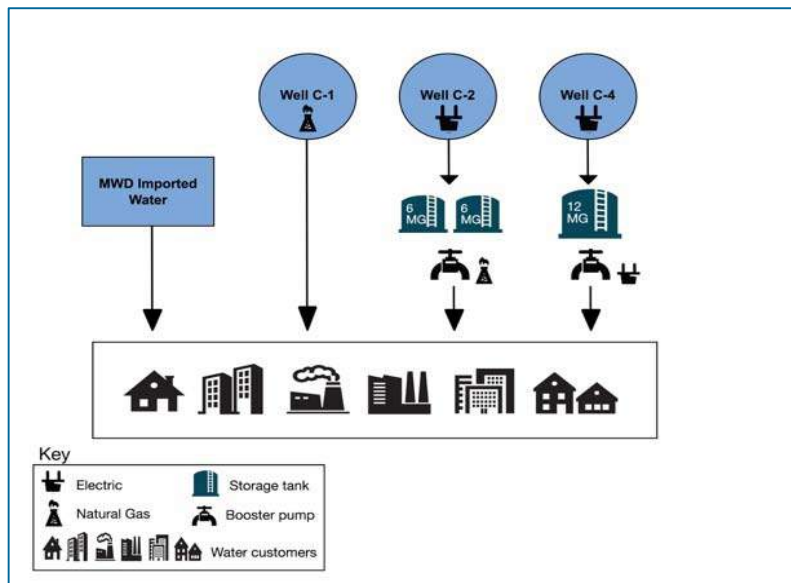 Well C-1
Well C-2
Well C-4
MWD Imported
Water
6
MG
6
MG
12
MG
Key
Electric
Storage tank
Natural Gas
Booster pump
Water customers